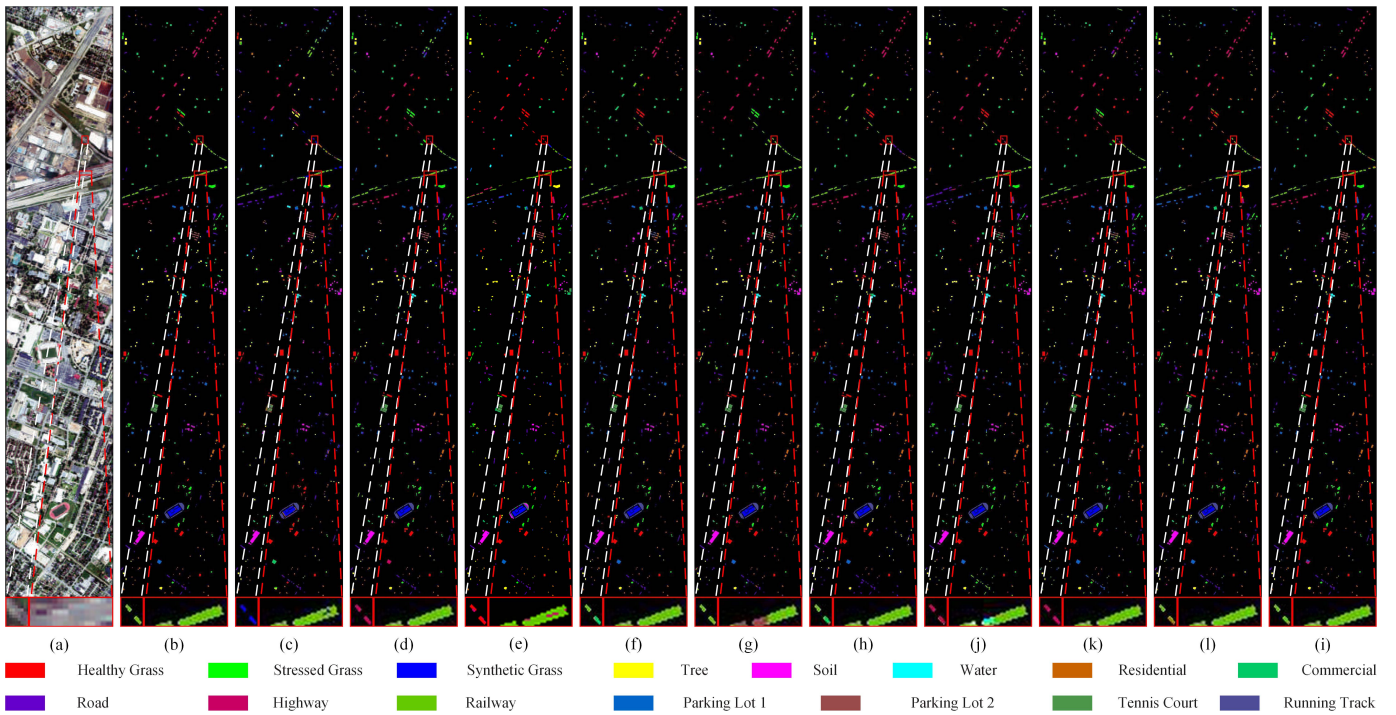 (a) (b) (c) (d) (e) (f) (g) (h) (j) (k) (l) (i)
Healthy Grass Stressed Grass Synthetic Grass Tree Soil Water Residential Commercial
Road Highway Railway Parking Lot 1 Parking Lot 2 Tennis Court Running Track